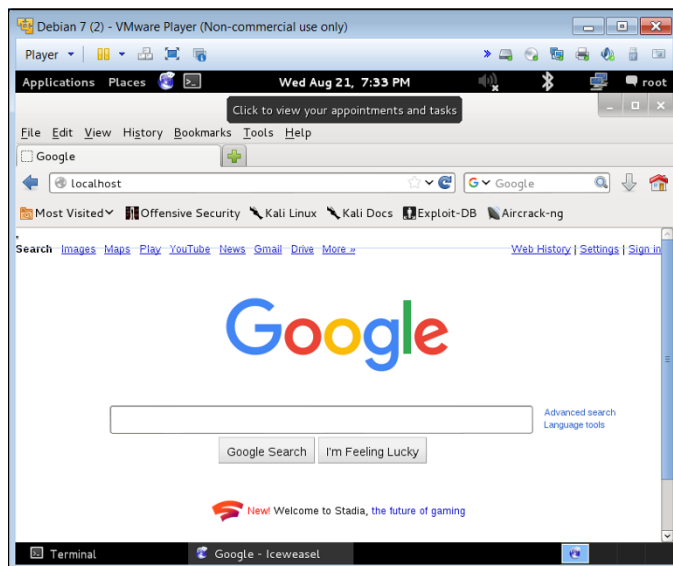 Debian 7 (2) - VMware Player (Non-commercial use only)
Player
Applications Places Wed Aug 21, 7:33 PM root
Click to view your appointments and tasks
File Edit View History Bookmarks Tools Help
Google
localhost Google
Most Visited Offensive Security Kali Linux Kali Docs Exploit-DB Aircrack-ng
Search Images Maps Play YouTube News Gmail Drive More » Web History | Settings | Sign in
Google
Advanced search
Language tools
Google Search I'm Feeling Lucky
New! Welcome to Stadia, the future of gaming
Terminal Google - Iceweasel